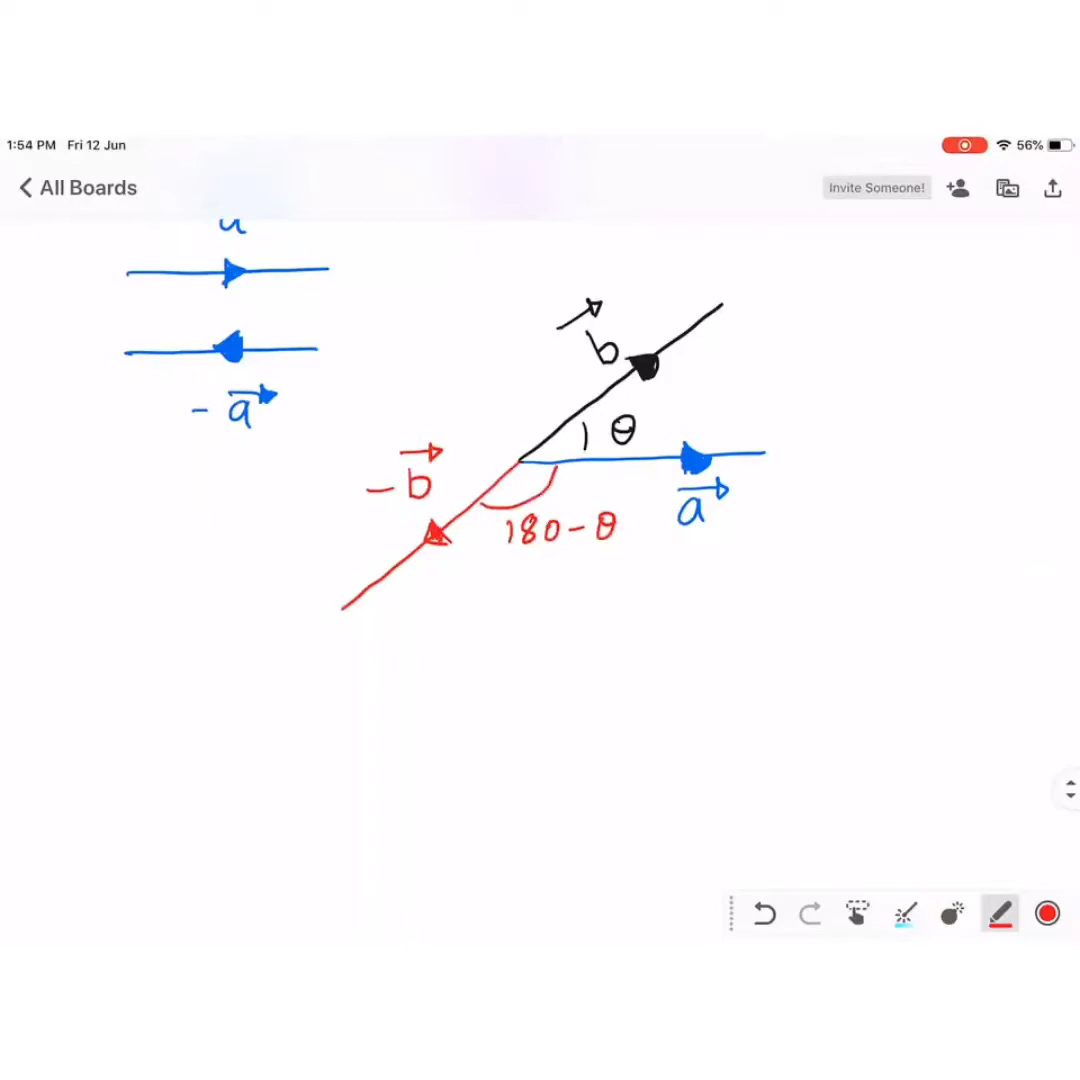 1:54 PM Fri 12 Jun
56%
All Boards
Invite Someone!
a
b
- a
θ
- b
a
180 - θ